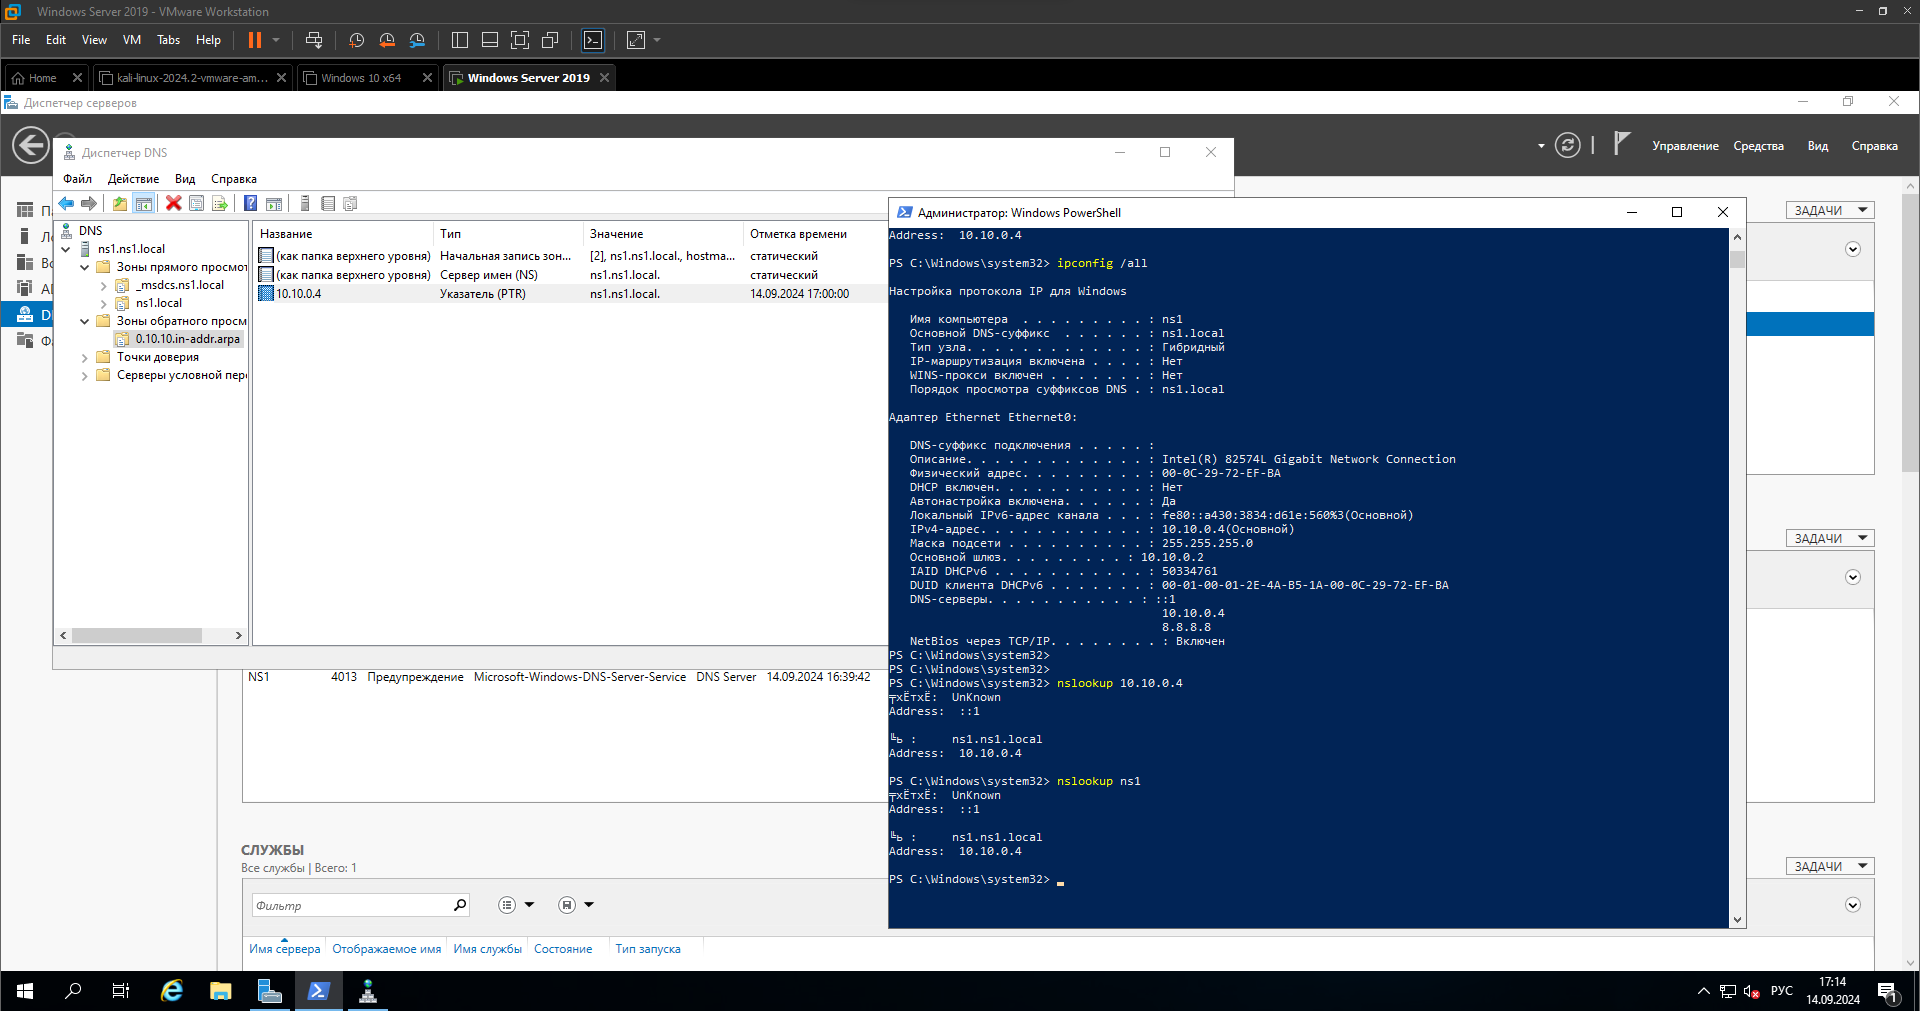 Windows Server 2019 - VMware Workstation
File Edit View VM Tabs Help
Home
kali-linux-2024.2-vmware-am...
Windows 10 x64
Windows Server 2019
Диспетчер серверов
Управление Средства Вид Справка
Диспетчер DNS
Файл Действие Вид Справка
DNS
ns1.ns1.local
Зоны прямого просмот
_msdcs.ns1.local
ns1.local
Зоны обратного просм
0.10.10.in-addr.arpa
Точки доверия
Серверы условной пер
Название Тип Значение Отметка времени
(как папка верхнего уровня) Начальная запись зон... [2], ns1.ns1.local., hostma... статический
(как папка верхнего уровня) Сервер имен (NS) ns1.ns1.local. статический
10.10.0.4 Указатель (PTR) ns1.ns1.local. 14.09.2024 17:00:00
ЗАДАЧИ
ЗАДАЧИ
NS1 4013 Предупреждение Microsoft-Windows-DNS-Server-Service DNS Server 14.09.2024 16:39:42
Администратор: Windows PowerShell
Address:  10.10.0.4
PS C:\Windows\system32> ipconfig /all
Настройка протокола IP для Windows
Имя компьютера  . . . . . . . . . : ns1
Основной DNS-суффикс  . . . . . . : ns1.local
Тип узла. . . . . . . . . . . . . : Гибридный
IP-маршрутизация включена . . . . : Нет
WINS-прокси включен . . . . . . . : Нет
Порядок просмотра суффиксов DNS . : ns1.local
Адаптер Ethernet Ethernet0:
DNS-суффикс подключения . . . . . :
Описание. . . . . . . . . . . . . : Intel(R) 82574L Gigabit Network Connection
Физический адрес. . . . . . . . . : 00-0C-29-72-EF-BA
DHCP включен. . . . . . . . . . . : Нет
Автонастройка включена. . . . . . : Да
Локальный IPv6-адрес канала . . . : fe80::a430:3834:d61e:560%3(Основной)
IPv4-адрес. . . . . . . . . . . . : 10.10.0.4(Основной)
Маска подсети . . . . . . . . . . : 255.255.255.0
Основной шлюз. . . . . . . . . : 10.10.0.2
IAID DHCPv6 . . . . . . . . . . . : 50334761
DUID клиента DHCPv6 . . . . . . . : 00-01-00-01-2E-4A-B5-1A-00-0C-29-72-EF-BA
DNS-серверы. . . . . . . . . . . : ::1
10.10.0.4
8.8.8.8
NetBios через TCP/IP. . . . . . . . : Включен
PS C:\Windows\system32>
PS C:\Windows\system32>
PS C:\Windows\system32> nslookup 10.10.0.4
╤хЁтхЁ:  UnKnown
Address:  ::1
╚ь :     ns1.ns1.local
Address:  10.10.0.4
PS C:\Windows\system32> nslookup ns1
╤хЁтхЁ:  UnKnown
Address:  ::1
╚ь :     ns1.ns1.local
Address:  10.10.0.4
PS C:\Windows\system32>
СЛУЖБЫ
Все службы | Всего: 1
ЗАДАЧИ
Фильтр
Имя сервера Отображаемое имя Имя службы Состояние Тип запуска
РУС
17:14
14.09.2024
1